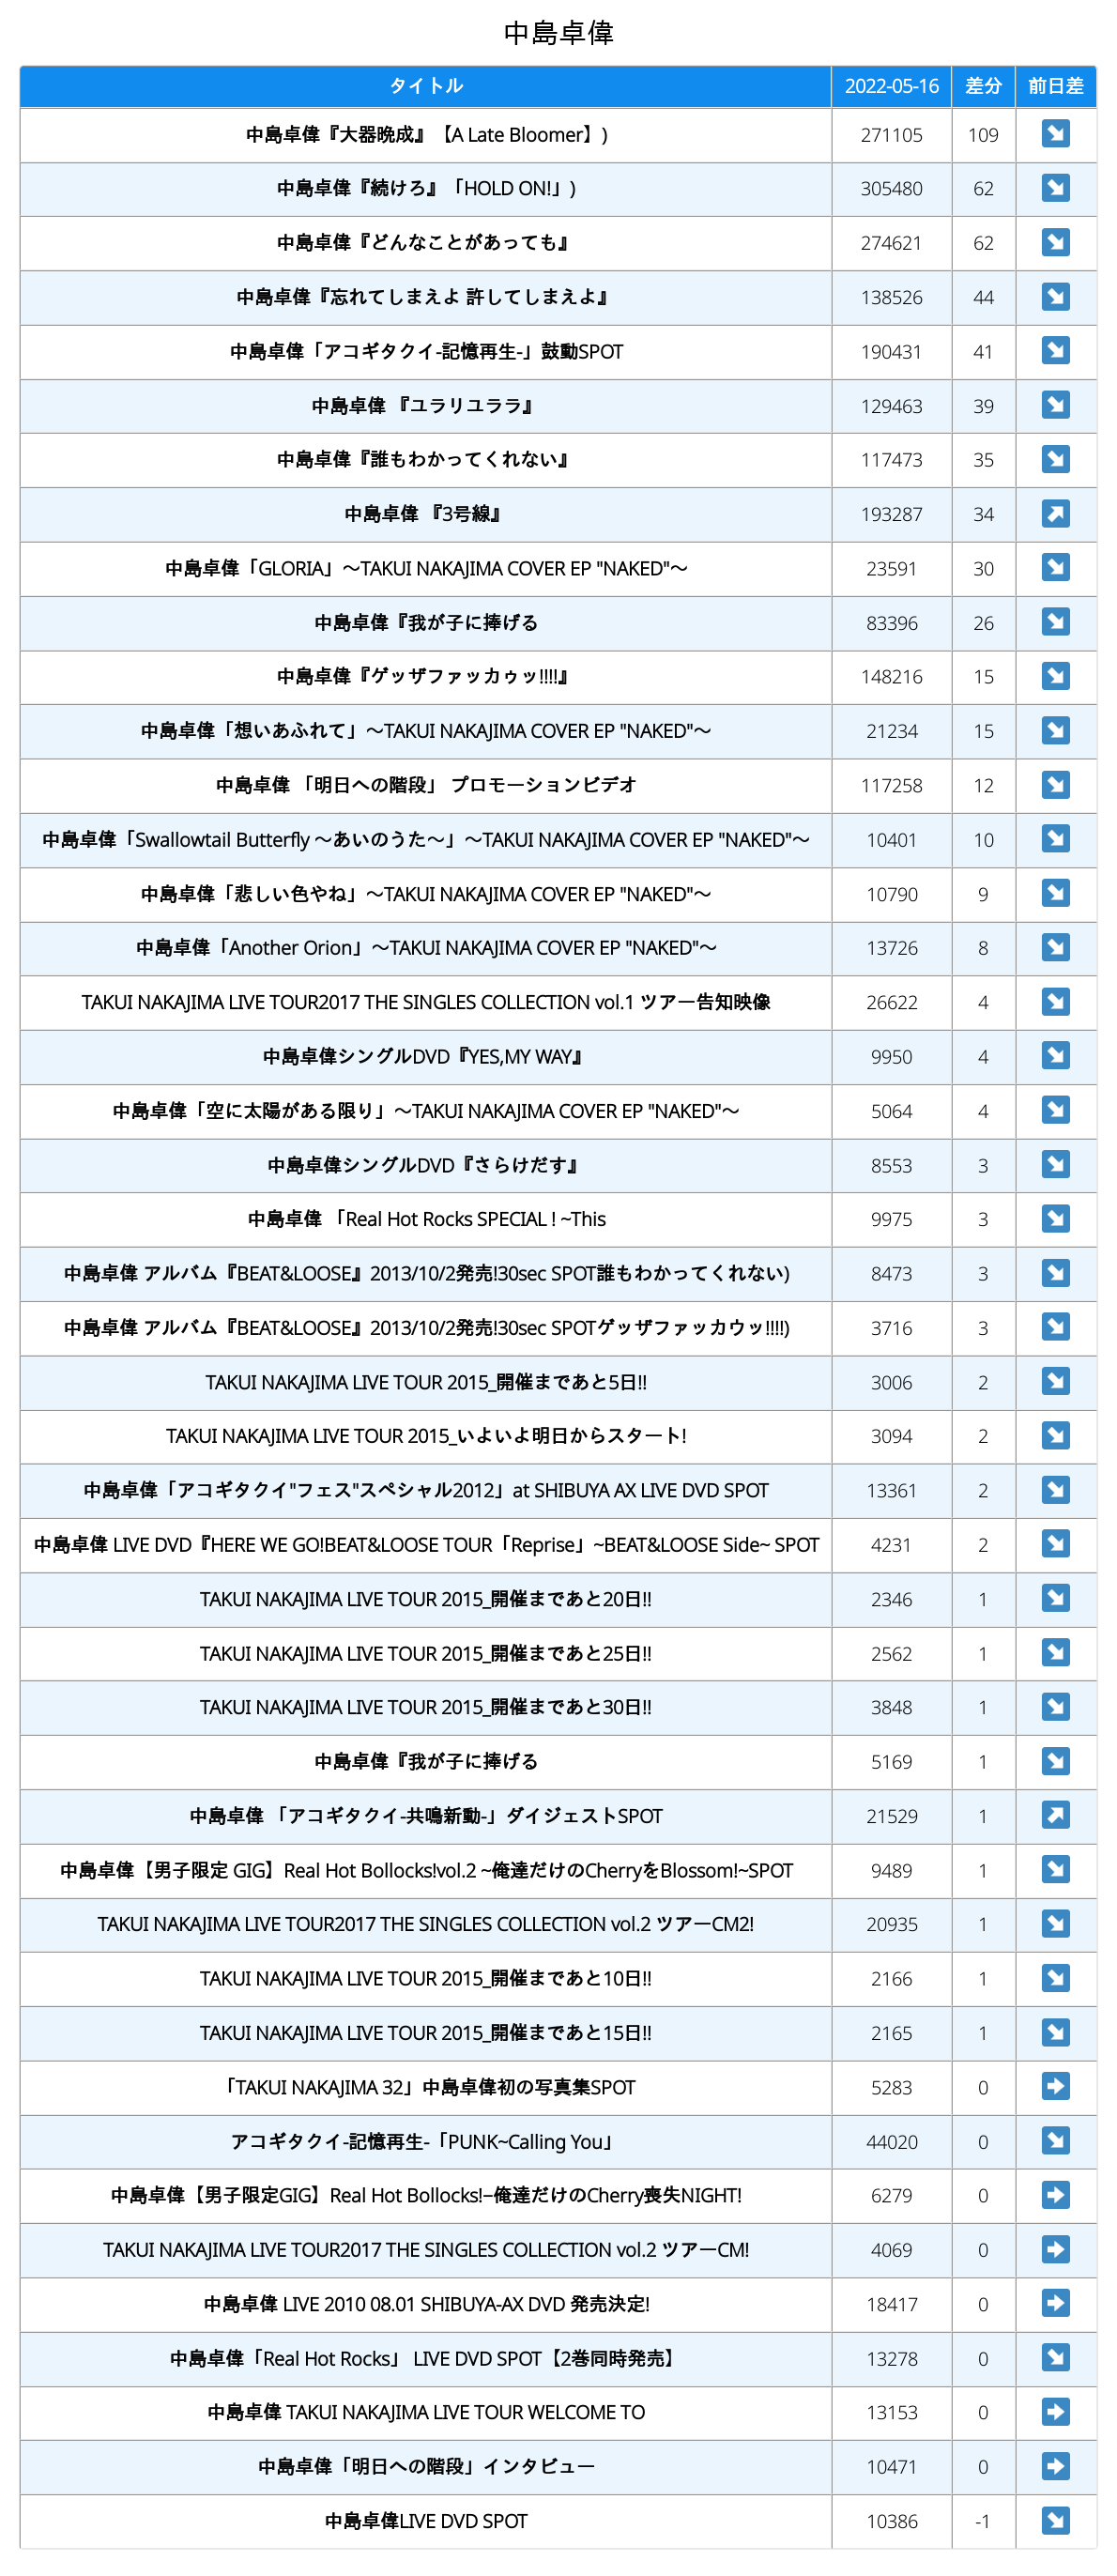 中島卓偉
タイトル 2022-05-16 差分 前日差
中島卓偉『大器晩成』【A Late Bloomer】) 271105 109
中島卓偉『続けろ』「HOLD ON!」) 305480 62
中島卓偉『どんなことがあっても』 274621 62
中島卓偉『忘れてしまえよ 許してしまえよ』 138526 44
中島卓偉「アコギタクイ-記憶再生-」鼓動SPOT 190431 41
中島卓偉 『ユラリユララ』 129463 39
中島卓偉『誰もわかってくれない』 117473 35
中島卓偉 『3号線』 193287 34
中島卓偉「GLORIA」〜TAKUI NAKAJIMA COVER EP "NAKED"〜 23591 30
中島卓偉『我が子に捧げる 83396 26
中島卓偉『ゲッザファッカゥッ!!!!』 148216 15
中島卓偉「想いあふれて」〜TAKUI NAKAJIMA COVER EP "NAKED"〜 21234 15
中島卓偉 「明日への階段」 プロモーションビデオ 117258 12
中島卓偉「Swallowtail Butterfly 〜あいのうた〜」〜TAKUI NAKAJIMA COVER EP "NAKED"〜 10401 10
中島卓偉「悲しい色やね」〜TAKUI NAKAJIMA COVER EP "NAKED"〜 10790 9
中島卓偉「Another Orion」〜TAKUI NAKAJIMA COVER EP "NAKED"〜 13726 8
TAKUI NAKAJIMA LIVE TOUR2017 THE SINGLES COLLECTION vol.1 ツアー告知映像 26622 4
中島卓偉シングルDVD『YES,MY WAY』 9950 4
中島卓偉「空に太陽がある限り」〜TAKUI NAKAJIMA COVER EP "NAKED"〜 5064 4
中島卓偉シングルDVD『さらけだす』 8553 3
中島卓偉 「Real Hot Rocks SPECIAL ! ~This 9975 3
中島卓偉 アルバム『BEAT&LOOSE』2013/10/2発売!30sec SPOT誰もわかってくれない) 8473 3
中島卓偉 アルバム『BEAT&LOOSE』2013/10/2発売!30sec SPOTゲッザファッカウッ!!!!) 3716 3
TAKUI NAKAJIMA LIVE TOUR 2015_開催まであと5日!! 3006 2
TAKUI NAKAJIMA LIVE TOUR 2015_いよいよ明日からスタート! 3094 2
中島卓偉「アコギタクイ"フェス"スペシャル2012」at SHIBUYA AX LIVE DVD SPOT 13361 2
中島卓偉 LIVE DVD『HERE WE GO!BEAT&LOOSE TOUR「Reprise」~BEAT&LOOSE Side~ SPOT 4231 2
TAKUI NAKAJIMA LIVE TOUR 2015_開催まであと20日!! 2346 1
TAKUI NAKAJIMA LIVE TOUR 2015_開催まであと25日!! 2562 1
TAKUI NAKAJIMA LIVE TOUR 2015_開催まであと30日!! 3848 1
中島卓偉『我が子に捧げる 5169 1
中島卓偉 「アコギタクイ-共鳴新動-」ダイジェストSPOT 21529 1
中島卓偉【男子限定 GIG】Real Hot Bollocks!vol.2 ~俺達だけのCherryをBlossom!~SPOT 9489 1
TAKUI NAKAJIMA LIVE TOUR2017 THE SINGLES COLLECTION vol.2 ツアーCM2! 20935 1
TAKUI NAKAJIMA LIVE TOUR 2015_開催まであと10日!! 2166 1
TAKUI NAKAJIMA LIVE TOUR 2015_開催まであと15日!! 2165 1
「TAKUI NAKAJIMA 32」中島卓偉初の写真集SPOT 5283 0
アコギタクイ-記憶再生-「PUNK~Calling You」 44020 0
中島卓偉【男子限定GIG】Real Hot Bollocks!−俺達だけのCherry喪失NIGHT! 6279 0
TAKUI NAKAJIMA LIVE TOUR2017 THE SINGLES COLLECTION vol.2 ツアーCM! 4069 0
中島卓偉 LIVE 2010 08.01 SHIBUYA-AX DVD 発売決定! 18417 0
中島卓偉「Real Hot Rocks」 LIVE DVD SPOT【2巻同時発売】 13278 0
中島卓偉 TAKUI NAKAJIMA LIVE TOUR WELCOME TO 13153 0
中島卓偉「明日への階段」インタビュー 10471 0
中島卓偉LIVE DVD SPOT 10386 -1